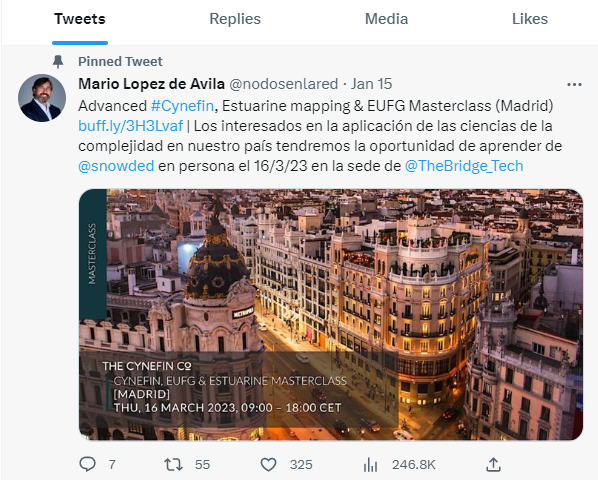 Tweets Replies Media Likes
Pinned Tweet
Mario Lopez de Avila @nodosenlared · Jan 15
Advanced #Cynefin, Estuarine mapping & EUFG Masterclass (Madrid)
buff.ly/3H3Lvaf | Los interesados en la aplicación de las ciencias de la
complejidad en nuestro país tendremos la oportunidad de aprender de
@snowded en persona el 16/3/23 en la sede de @TheBridge_Tech
MASTERCLASS
METROPOLIS
THE CYNEFIN CO
CYNEFIN, EUFG & ESTUARINE MASTERCLASS
[MADRID]
THU, 16 MARCH 2023, 09:00 – 18:00 CET
7 55 325 246.8K